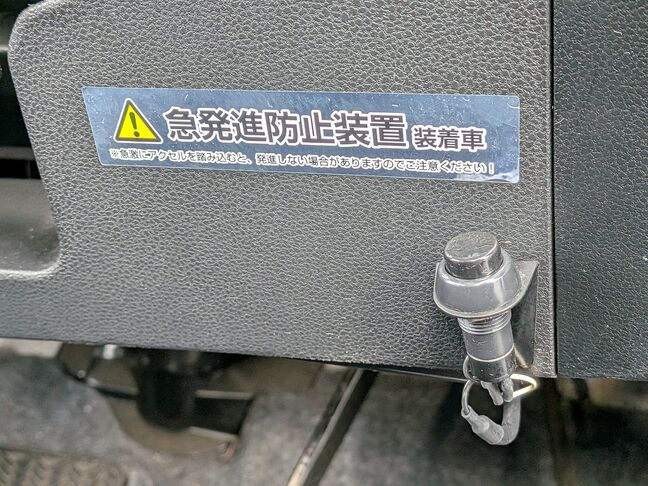 急発進防止装置 装着車
※急激にアクセルを踏み込むと、発進しない場合がありますのでご注意ください!